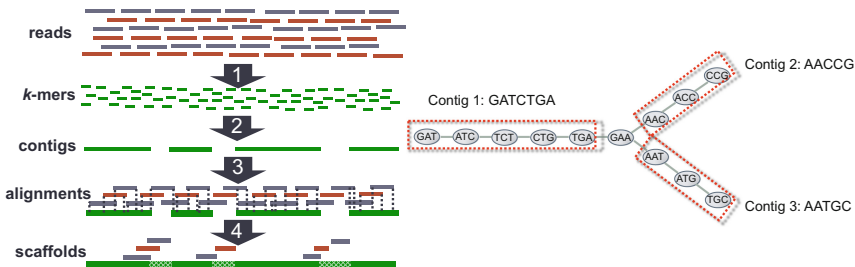 reads
1
k-mers
2
contigs
3
alignments
4
scaffolds
Contig 1: GATCTGA
GAT ATC TCT CTG TGA GAA
Contig 2: AACCG
CCG
ACC
AAC
AAT
ATG
TGC
Contig 3: AATGC